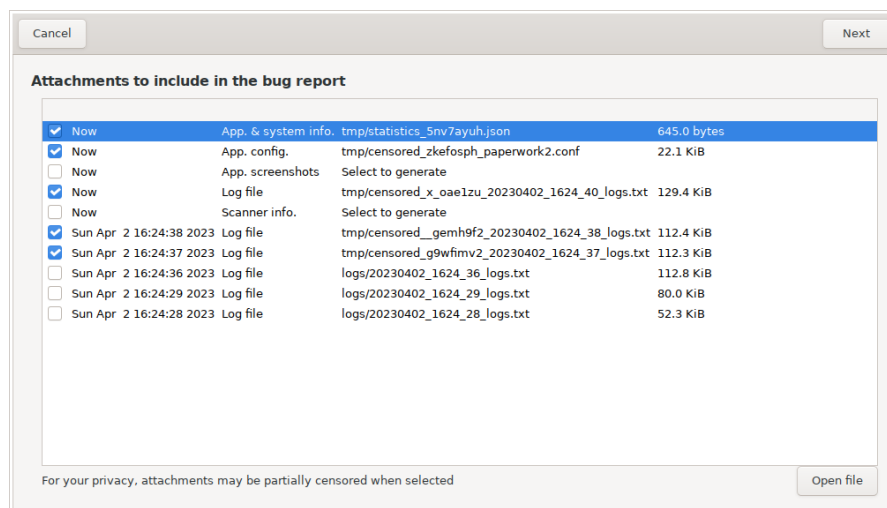 Cancel Next
Attachments to include in the bug report
Now App. & system info. tmp/statistics_5nv7ayuh.json 645.0 bytes
Now App. config. tmp/censored_zkefosph_paperwork2.conf 22.1 KiB
Now App. screenshots Select to generate
Now Log file tmp/censored_x_oae1zu_20230402_1624_40_logs.txt 129.4 KiB
Now Scanner info. Select to generate
Sun Apr  2 16:24:38 2023 Log file tmp/censored__gemh9f2_20230402_1624_38_logs.txt 112.4 KiB
Sun Apr  2 16:24:37 2023 Log file tmp/censored_g9wfimv2_20230402_1624_37_logs.txt 112.3 KiB
Sun Apr  2 16:24:36 2023 Log file logs/20230402_1624_36_logs.txt 112.8 KiB
Sun Apr  2 16:24:29 2023 Log file logs/20230402_1624_29_logs.txt 80.0 KiB
Sun Apr  2 16:24:28 2023 Log file logs/20230402_1624_28_logs.txt 52.3 KiB
For your privacy, attachments may be partially censored when selected Open file